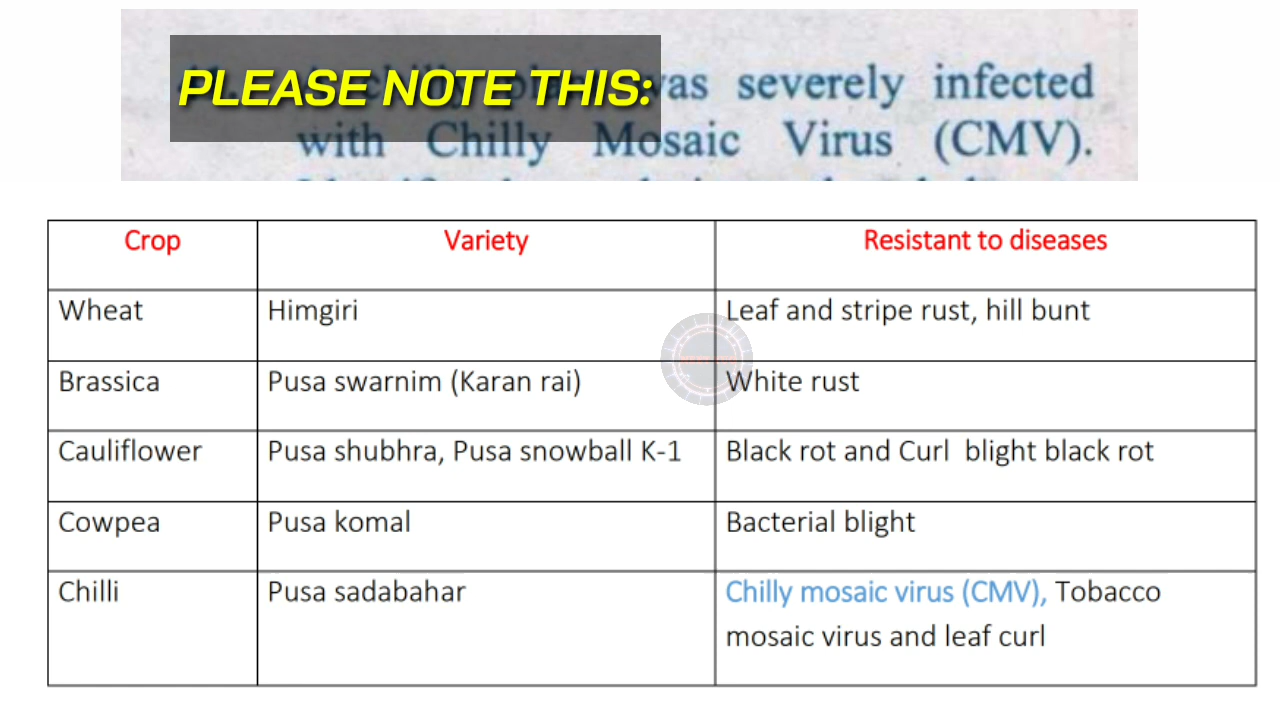 PLEASE NOTE THIS:
was severely infected
with Chilly Mosaic Virus (CMV).
Crop Variety Resistant to diseases
Wheat Himgiri Leaf and stripe rust, hill bunt
Brassica Pusa swarnim (Karan rai) White rust
Cauliflower Pusa shubhra, Pusa snowball K-1 Black rot and Curl blight black rot
Cowpea Pusa komal Bacterial blight
Chilli Pusa sadabahar Chilly mosaic virus (CMV), Tobacco
mosaic virus and leaf curl